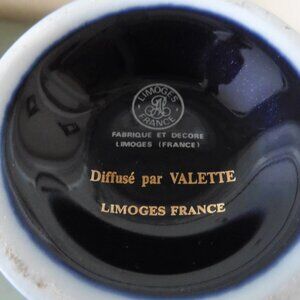 LIMOGES
FRANCE
FABRIQUE ET DECORE
LIMOGES (FRANCE)
Diffusé par VALETTE
LIMOGES FRANCE